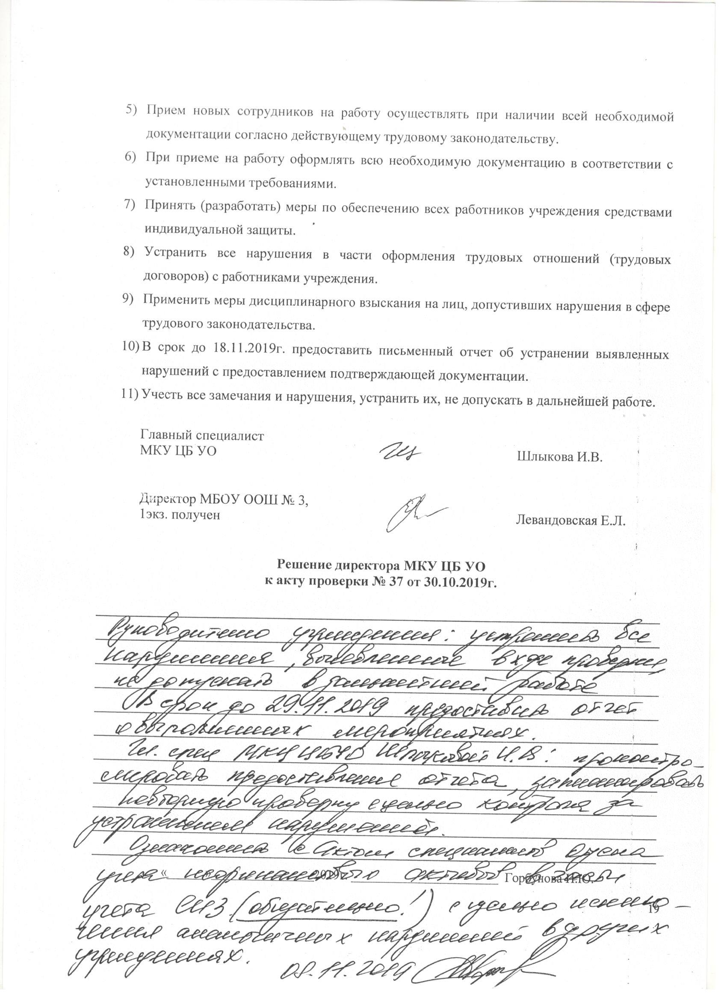 5) Прием новых сотрудников на работу осуществлять при наличии всей необходимой
документации согласно действующему трудовому законодательству.
6) При приеме на работу оформлять всю необходимую документацию в соответствии с
установленными требованиями.
7) Принять (разработать) меры по обеспечению всех работников учреждения средствами
индивидуальной защиты.
8) Устранить все нарушения в части оформления трудовых отношений (трудовых
договоров) с работниками учреждения.
9) Применить меры дисциплинарного взыскания на лиц, допустивших нарушения в сфере
трудового законодательства.
10) В срок до 18.11.2019г. предоставить письменный отчет об устранении выявленных
нарушений с предоставлением подтверждающей документации.
11) Учесть все замечания и нарушения, устранить их, не допускать в дальнейшей работе.
Главный специалист
МКУ ЦБ УО Шлыкова И.В.
Директор МБОУ ООШ № 3,
1экз. получен Левандовская Е.Л.
Решение директора МКУ ЦБ УО
к акту проверки № 37 от 30.10.2019г.
Руководителю учреждения: устранить все
нарушения, выявленные в ходе проверки,
не допускать в дальнейшей работе
В срок до 29.11.2019 предоставить отчет
о выполненных мероприятиях.
Гл. спец МКУ ЦБ УО Шлыковой И.В: проконтро-
лировать предоставление отчета, запланировать
повторную проверку с целью контроля за
устранением нарушений.
Ознакомить с Актом специалистов отдела
учета нефинансовых активов в части
Горбунова Н.Ю.
учета СИЗ (обязательно!) с целью исклю-
19
чения аналогичных нарушений в других
учреждениях.
08.11.2019